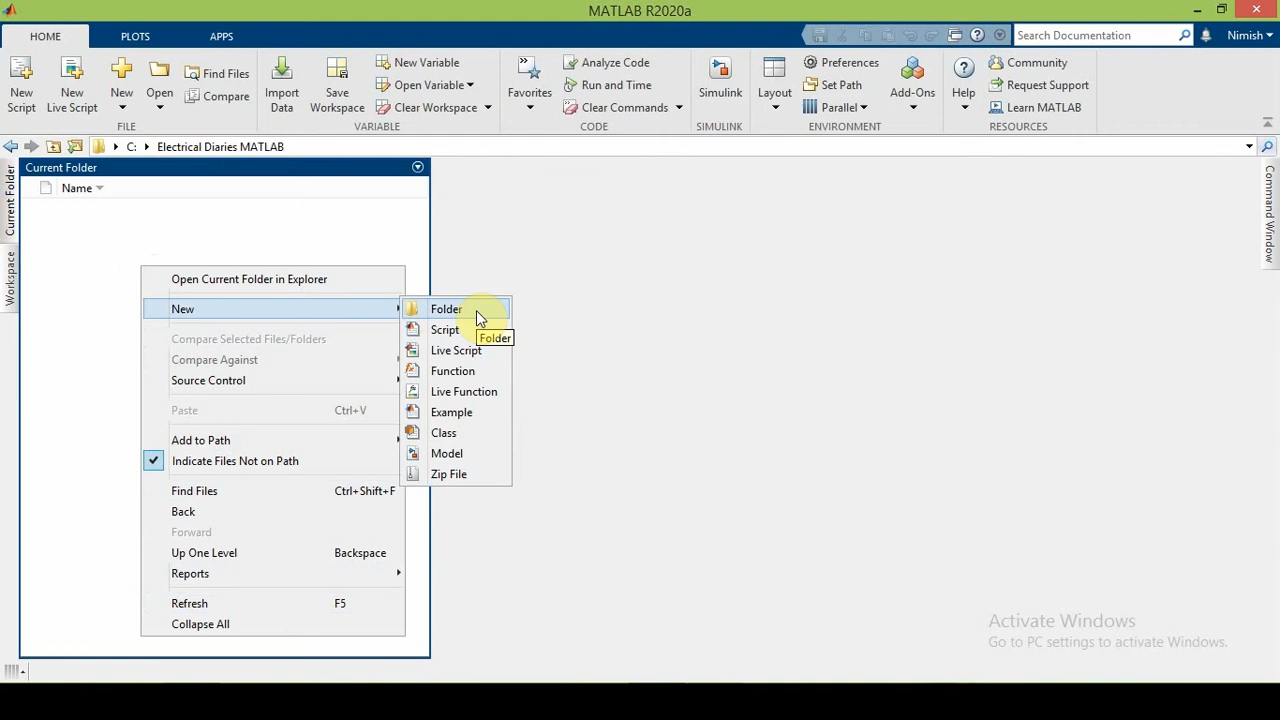 MATLAB R2020a
HOME PLOTS APPS
Search Documentation
Nimish
New Script
New Live Script
New
Open
Find Files
Compare
FILE
Import Data
Save Workspace
New Variable
Open Variable
Clear Workspace
VARIABLE
Favorites
Analyze Code
Run and Time
Clear Commands
CODE
Simulink
SIMULINK
Layout
Preferences
Set Path
Parallel
Add-Ons
ENVIRONMENT
Help
Community
Request Support
Learn MATLAB
RESOURCES
C: Electrical Diaries MATLAB
Current Folder
Workspace
Current Folder
Name
Open Current Folder in Explorer
New
Compare Selected Files/Folders
Compare Against
Source Control
Paste Ctrl+V
Add to Path
Indicate Files Not on Path
Find Files Ctrl+Shift+F
Back
Forward
Up One Level Backspace
Reports
Refresh F5
Collapse All
Folder
Script
Folder
Live Script
Function
Live Function
Example
Class
Model
Zip File
Command Window
Activate Windows
Go to PC settings to activate Windows.